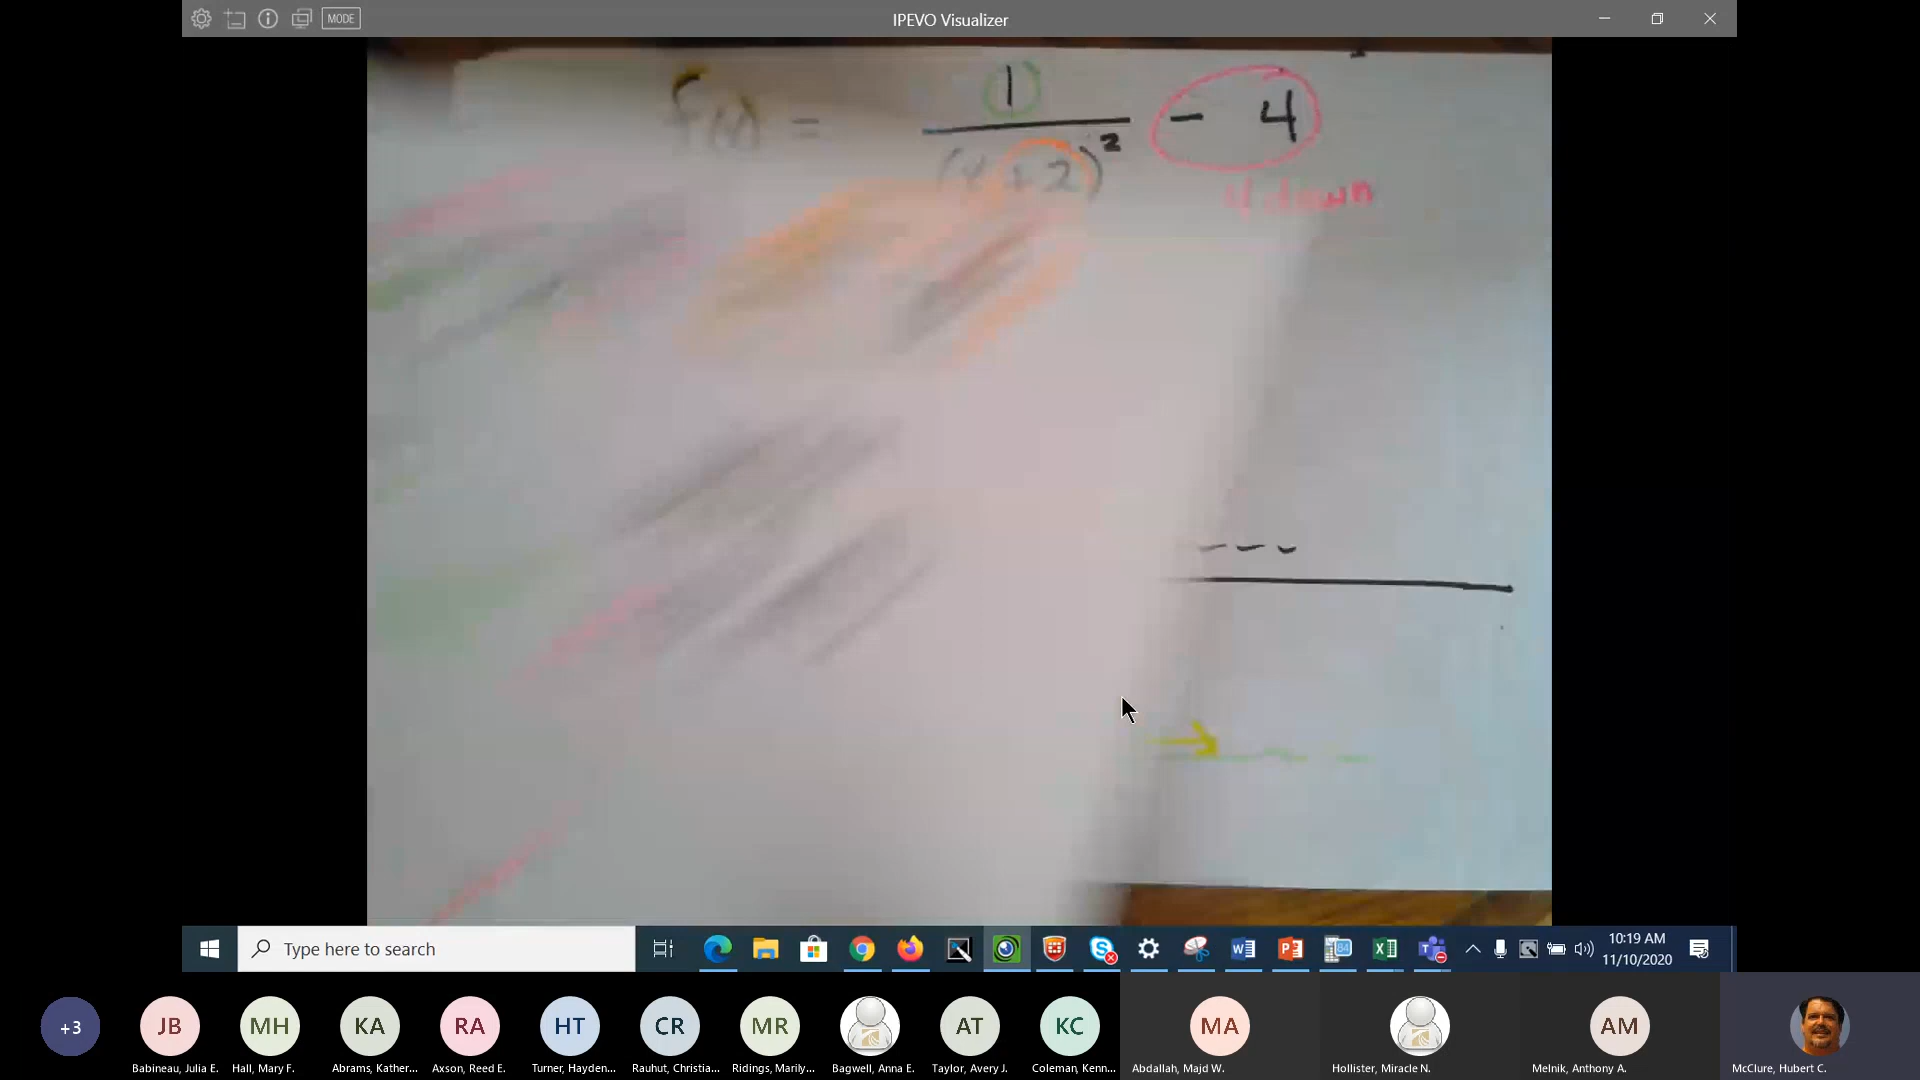 MODE
IPEVO Visualizer
f(x) = 1
- 4
(x + 2)²
4 down
Type here to search
10:19 AM
11/10/2020
+3
JB
MH
KA
RA
HT
CR
MR
AT
KC
MA
AM
Babineau, Julia E.
Hall, Mary F.
Abrams, Kather...
Axson, Reed E.
Turner, Hayden...
Rauhut, Christia...
Ridings, Marily...
Bagwell, Anna E.
Taylor, Avery J.
Coleman, Kenn...
Abdallah, Majd W.
Hollister, Miracle N.
Melnik, Anthony A.
McClure, Hubert C.